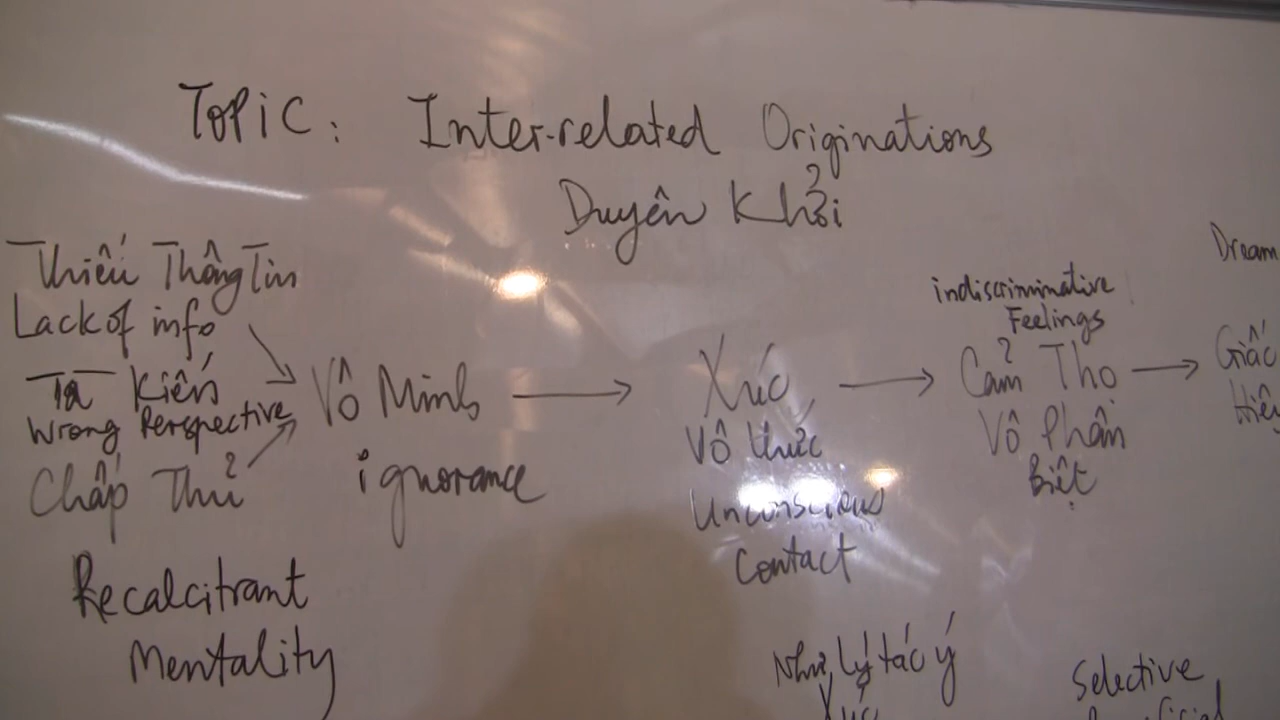 Topic: Inter-related Originations
Duyên Khởi
Thiếu Thông Tin
Lack of info
Tà Kiến
Wrong Perspective
Chấp Thủ
Recalcitrant
Mentality
Vô Minh
ignorance
Xúc
Vô thức
Unconscious
Contact
indiscriminative
Feelings
Cảm Thọ
Vô Phân
Biệt
Dream
Giấc
Như lý tác ý
Xúc
Selective